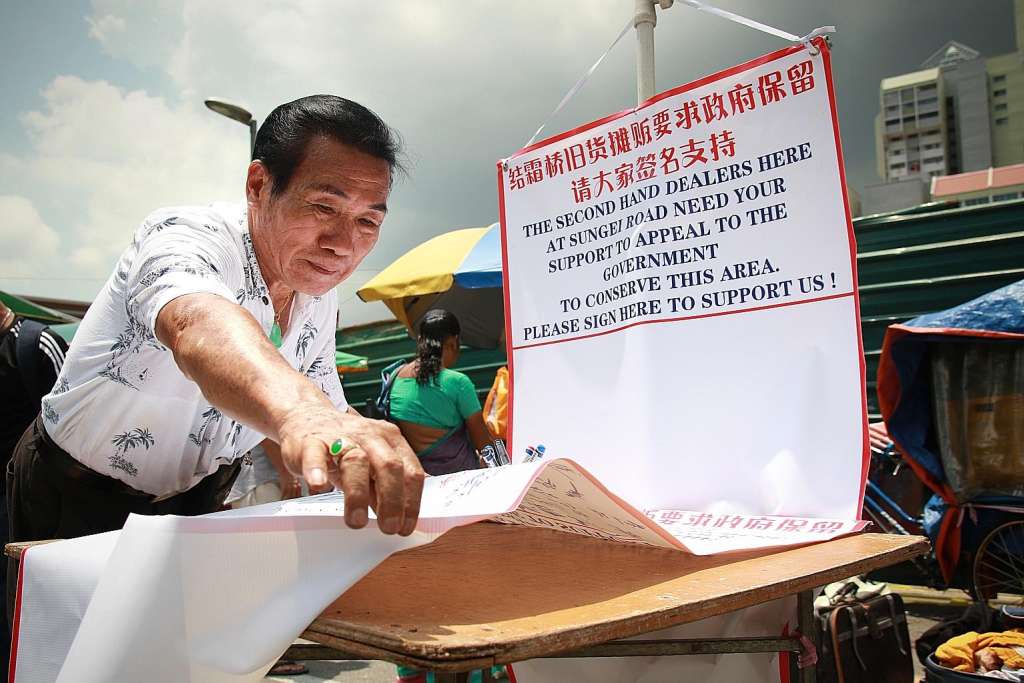 结霜桥旧货摊贩要求政府保留
请大家签名支持
THE SECOND HAND DEALERS HERE
AT SUNGEI ROAD NEED YOUR
SUPPORT TO APPEAL TO THE
GOVERNMENT
TO CONSERVE THIS AREA.
PLEASE SIGN HERE TO SUPPORT US !
贩要求政府保留